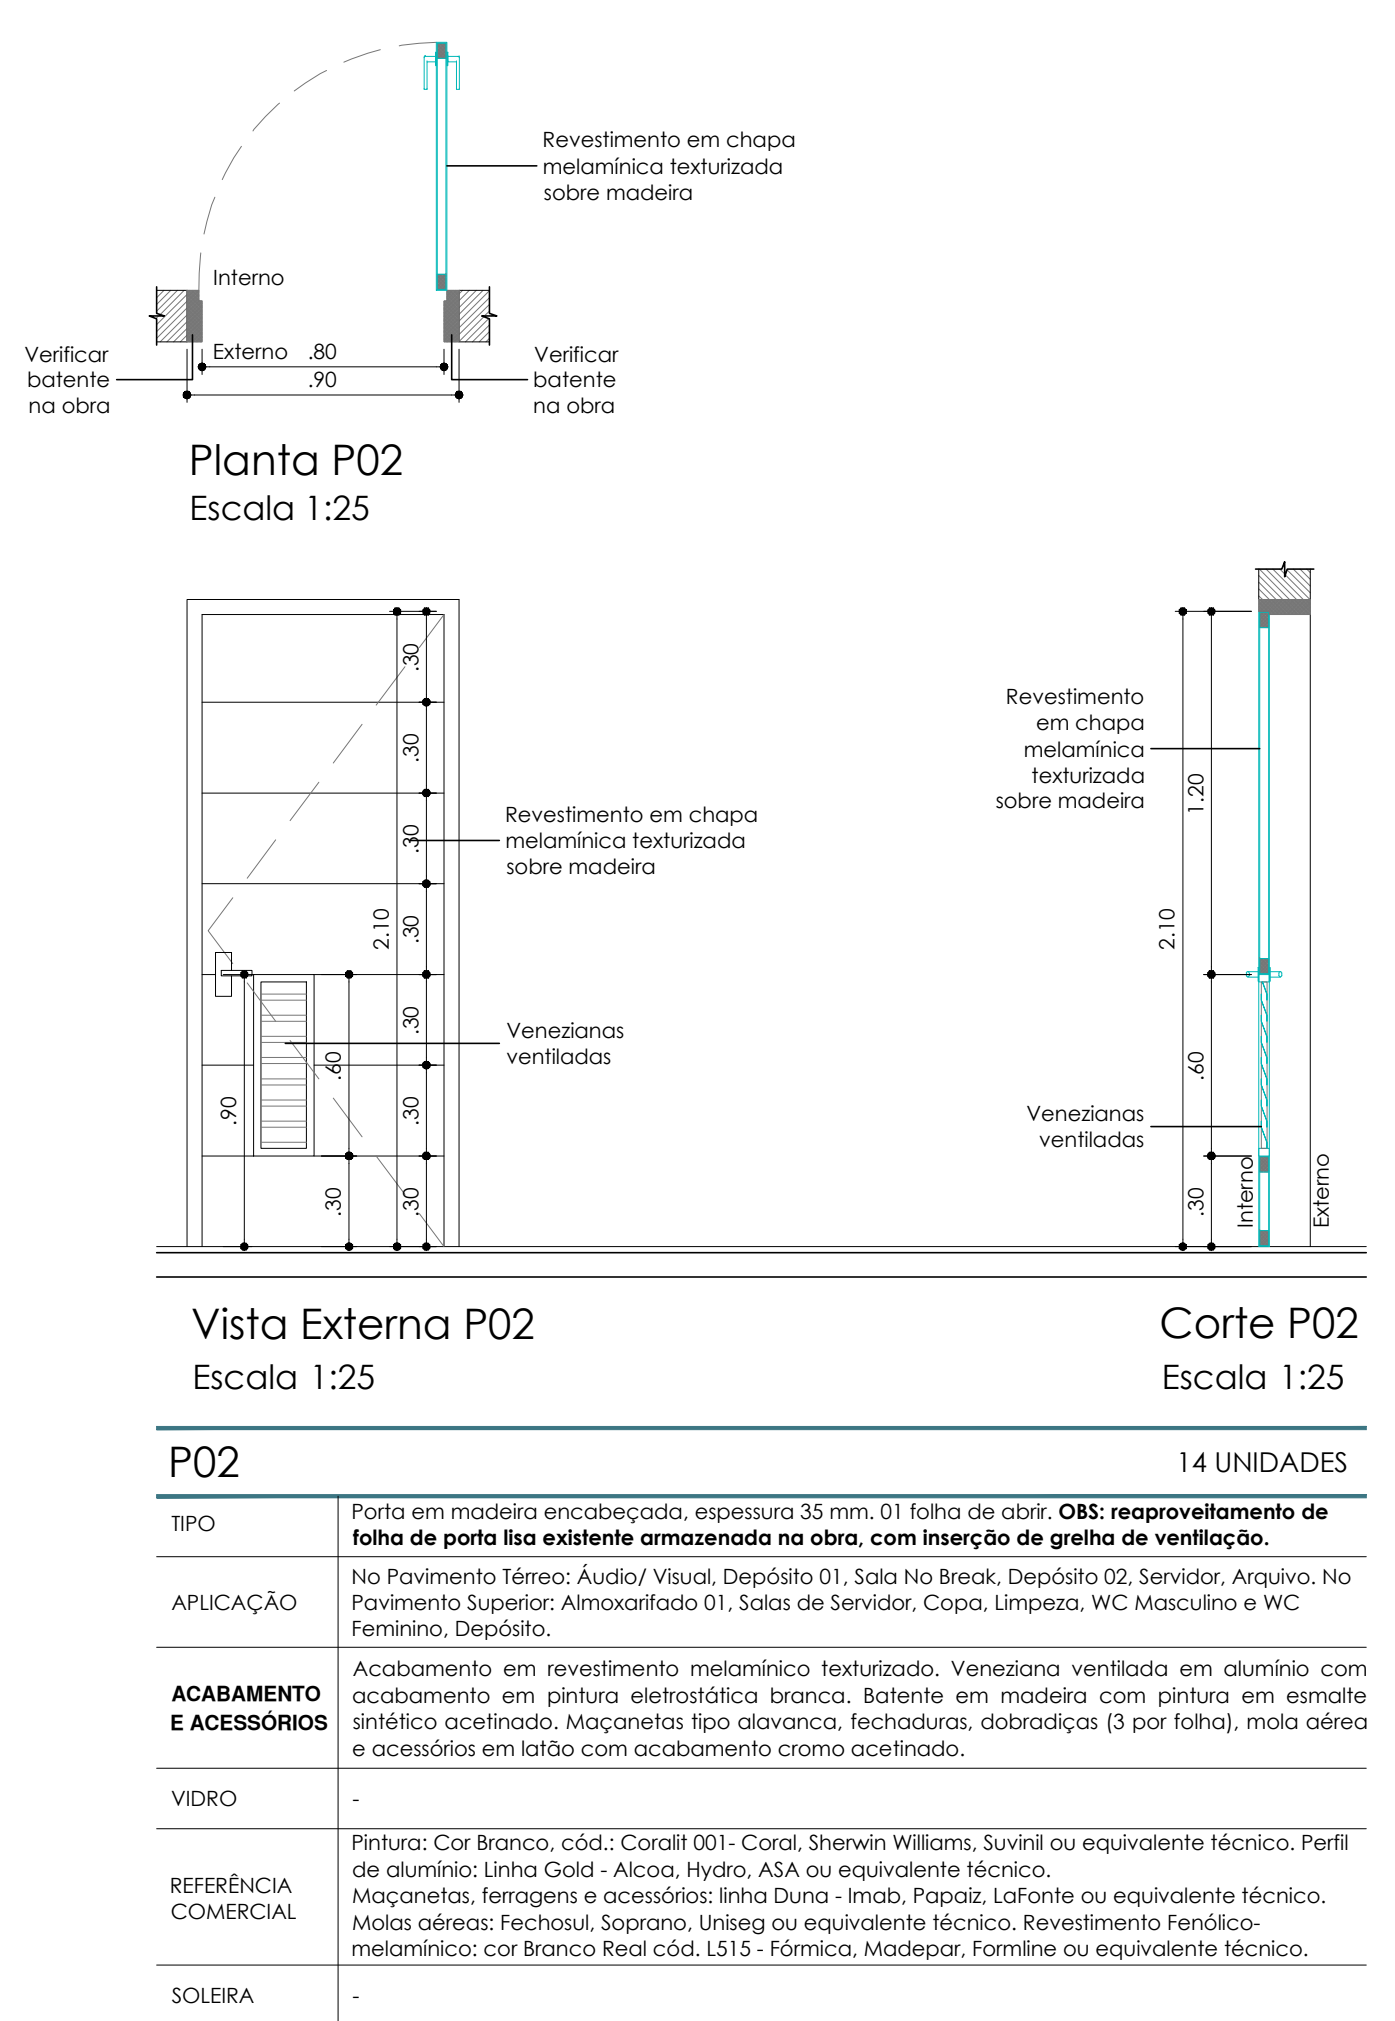 Revestimento em chapa
melamínica texturizada
sobre madeira
Interno
Externo
.80
.90
Verificar
batente
na obra
Verificar
batente
na obra
Planta P02
Escala 1:25
.30
.30
.30
.30
.30
.30
.30
2.10
.60
.30
.90
Revestimento em chapa
melamínica texturizada
sobre madeira
Venezianas
ventiladas
Revestimento
em chapa
melamínica
texturizada
sobre madeira
1.20
2.10
.60
.30
Venezianas
ventiladas
Interno
Externo
Vista Externa P02
Escala 1:25
Corte P02
Escala 1:25
P02
14 UNIDADES
TIPO
Porta em madeira encabeçada, espessura 35 mm. 01 folha de abrir. OBS: reaproveitamento de
folha de porta lisa existente armazenada na obra, com inserção de grelha de ventilação.
APLICAÇÃO
No Pavimento Térreo: Áudio/ Visual, Depósito 01, Sala No Break, Depósito 02, Servidor, Arquivo. No
Pavimento Superior: Almoxarifado 01, Salas de Servidor, Copa, Limpeza, WC Masculino e WC
Feminino, Depósito.
ACABAMENTO
E ACESSÓRIOS
Acabamento em revestimento melamínico texturizado. Veneziana ventilada em alumínio com
acabamento em pintura eletrostática branca. Batente em madeira com pintura em esmalte
sintético acetinado. Maçanetas tipo alavanca, fechaduras, dobradiças (3 por folha), mola aérea
e acessórios em latão com acabamento cromo acetinado.
VIDRO
-
REFERÊNCIA
COMERCIAL
Pintura: Cor Branco, cód.: Coralit 001- Coral, Sherwin Williams, Suvinil ou equivalente técnico. Perfil
de alumínio: Linha Gold - Alcoa, Hydro, ASA ou equivalente técnico.
Maçanetas, ferragens e acessórios: linha Duna - Imab, Papaiz, LaFonte ou equivalente técnico.
Molas aéreas: Fechosul, Soprano, Uniseg ou equivalente técnico. Revestimento Fenólico-
melamínico: cor Branco Real cód. L515 - Fórmica, Madepar, Formline ou equivalente técnico.
SOLEIRA
-